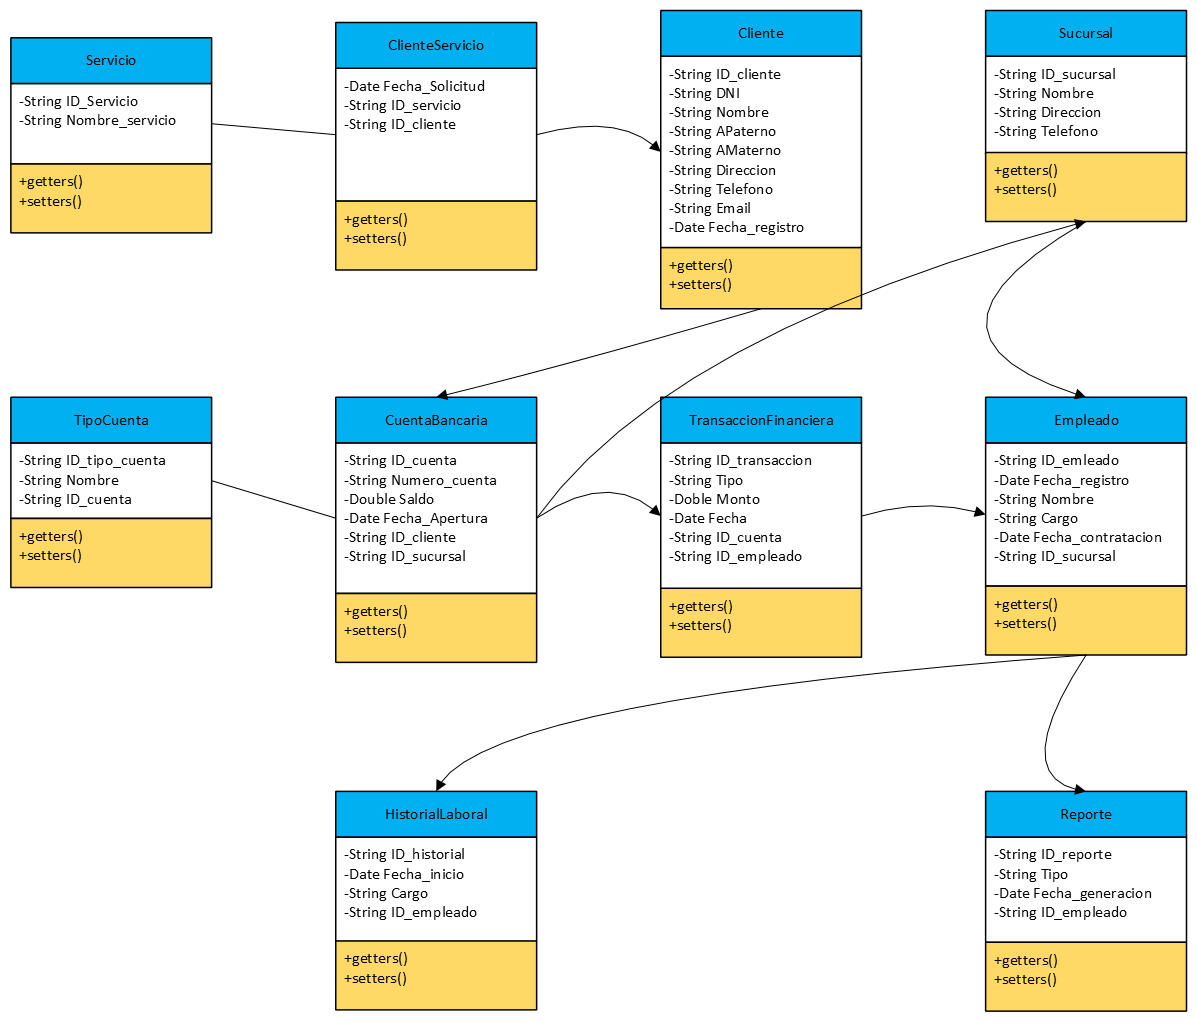 Servicio
-String ID_Servicio
-String Nombre_servicio
+getters()
+setters()
ClienteServicio
-Date Fecha_Solicitud
-String ID_servicio
-String ID_cliente
+getters()
+setters()
Cliente
-String ID_cliente
-String DNI
-String Nombre
-String APaterno
-String AMaterno
-String Direccion
-String Telefono
-String Email
-Date Fecha_registro
+getters()
+setters()
Sucursal
-String ID_sucursal
-String Nombre
-String Direccion
-String Telefono
+getters()
+setters()
TipoCuenta
-String ID_tipo_cuenta
-String Nombre
-String ID_cuenta
+getters()
+setters()
CuentaBancaria
-String ID_cuenta
-String Numero_cuenta
-Double Saldo
-Date Fecha_Apertura
-String ID_cliente
-String ID_sucursal
+getters()
+setters()
TransaccionFinanciera
-String ID_transaccion
-String Tipo
-Doble Monto
-Date Fecha
-String ID_cuenta
-String ID_empleado
+getters()
+setters()
Empleado
-String ID_emleado
-Date Fecha_registro
-String Nombre
-String Cargo
-Date Fecha_contratacion
-String ID_sucursal
+getters()
+setters()
HistorialLaboral
-String ID_historial
-Date Fecha_inicio
-String Cargo
-String ID_empleado
+getters()
+setters()
Reporte
-String ID_reporte
-String Tipo
-Date Fecha_generacion
-String ID_empleado
+getters()
+setters()